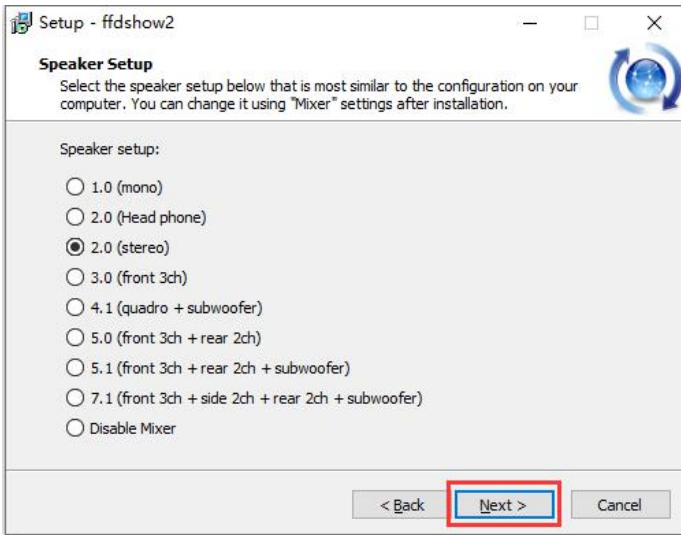 Setup - ffdshow2
Speaker Setup
Select the speaker setup below that is most similar to the configuration on your
computer. You can change it using "Mixer" settings after installation.
Speaker setup:
1.0 (mono)
2.0 (Head phone)
2.0 (stereo)
3.0 (front 3ch)
4.1 (quadro + subwoofer)
5.0 (front 3ch + rear 2ch)
5.1 (front 3ch + rear 2ch + subwoofer)
7.1 (front 3ch + side 2ch + rear 2ch + subwoofer)
Disable Mixer
< Back Next > Cancel